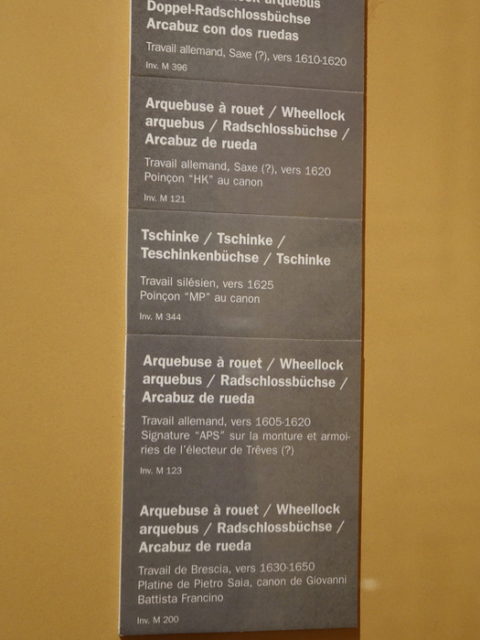 arquebus
Doppel-Radschlossbüchse
Arcabuz con dos ruedas
Travail allemand, Saxe (?), vers 1610-1620
Inv. M 396
Arquebuse à rouet / Wheellock
arquebus / Radschlossbüchse /
Arcabuz de rueda
Travail allemand, Saxe (?), vers 1620
Poinçon "HK" au canon
Inv. M 121
Tschinke / Tschinke /
Teschinkenbüchse / Tschinke
Travail silésien, vers 1625
Poinçon "MP" au canon
Inv. M 344
Arquebuse à rouet / Wheellock
arquebus / Radschlossbüchse /
Arcabuz de rueda
Travail allemand, vers 1605-1620
Signature "APS" sur la monture et armoi-
ries de l'électeur de Trêves (?)
Inv. M 123
Arquebuse à rouet / Wheellock
arquebus / Radschlossbüchse /
Arcabuz de rueda
Travail de Brescia, vers 1630-1650
Platine de Pietro Saia, canon de Giovanni
Battista Francino
Inv. M 200